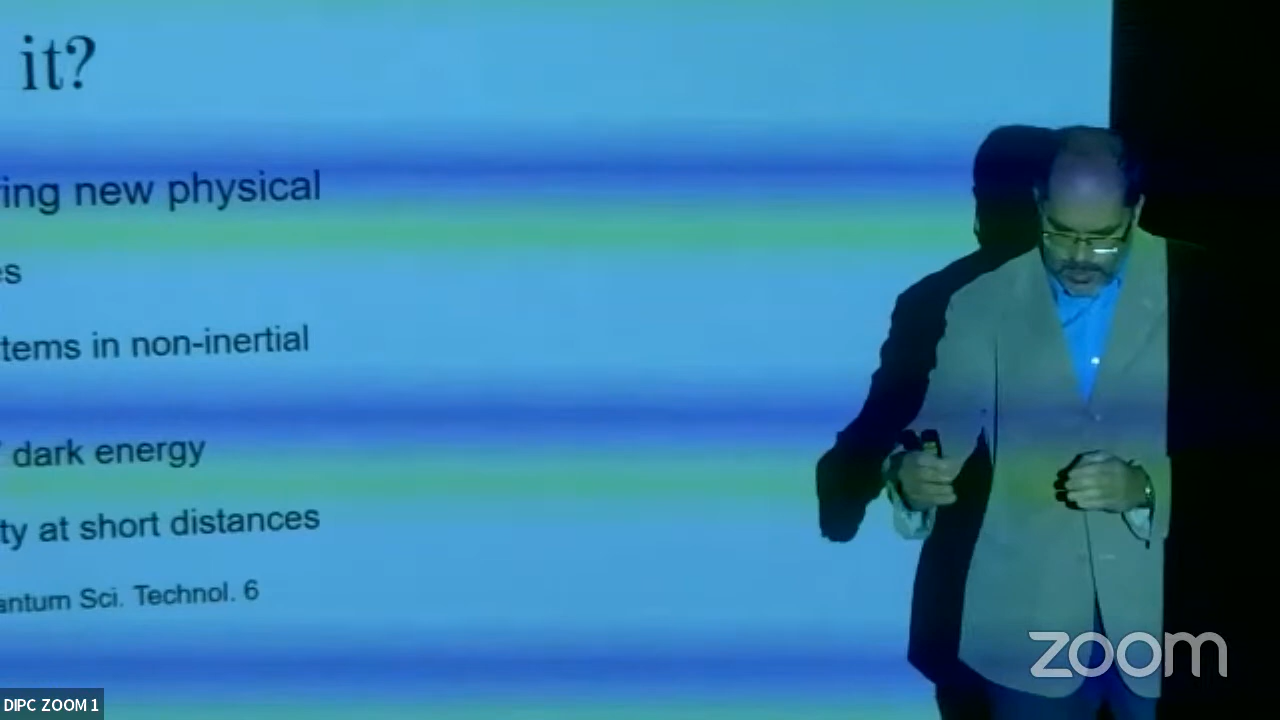 it?
ring new physical
es
tems in non-inertial
dark energy
ty at short distances
antum Sci. Technol. 6
zoom
DIPC ZOOM 1